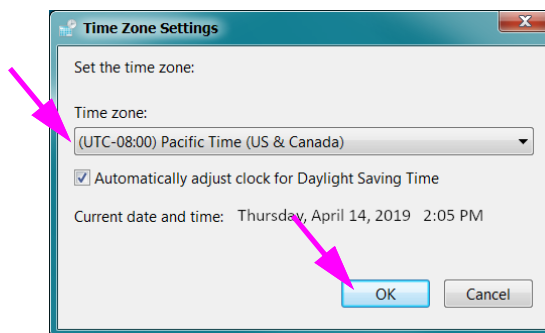 Time Zone Settings
Set the time zone:
Time zone:
(UTC-08:00) Pacific Time (US & Canada)
Automatically adjust clock for Daylight Saving Time
Current date and time: Thursday, April 14, 2019 2:05 PM
OK Cancel